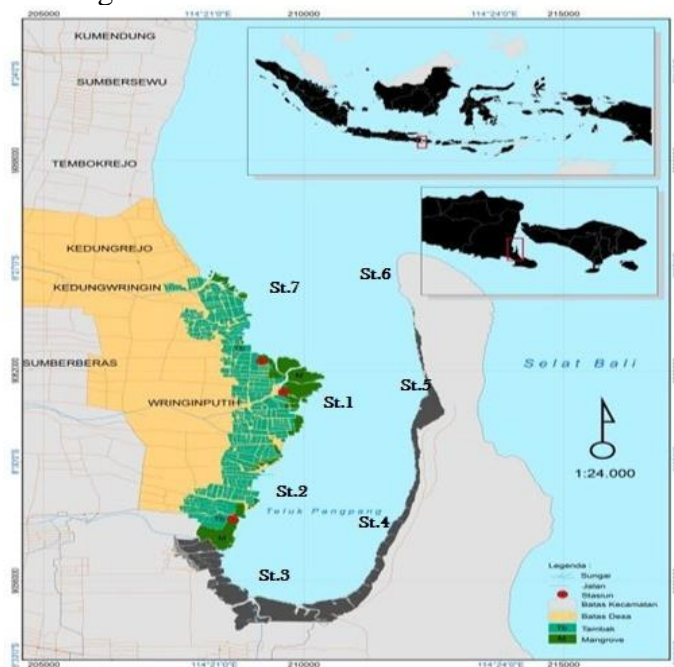 205000 114°21'0"E 210000 114°24'0"E 215000
KUMENDUNG
SUMBERSEWU
TEMBOKREJO
KEDUNGREJO
KEDUNGWRINGIN
SUMBERBERAS
WRINGINPUTIH
St.7
St.6
St.5
St.1
St.2
Teluk Pangpang
St.4
St.3
M
M
Selat Bali
1:24.000
Legenda :
Sungai
Jalan
Stasiun
Batas Kecamatan
Batas Desa
Tb Tambak
M Mangrove
205000 114°21'0"E 210000 114°24'0"E 215000